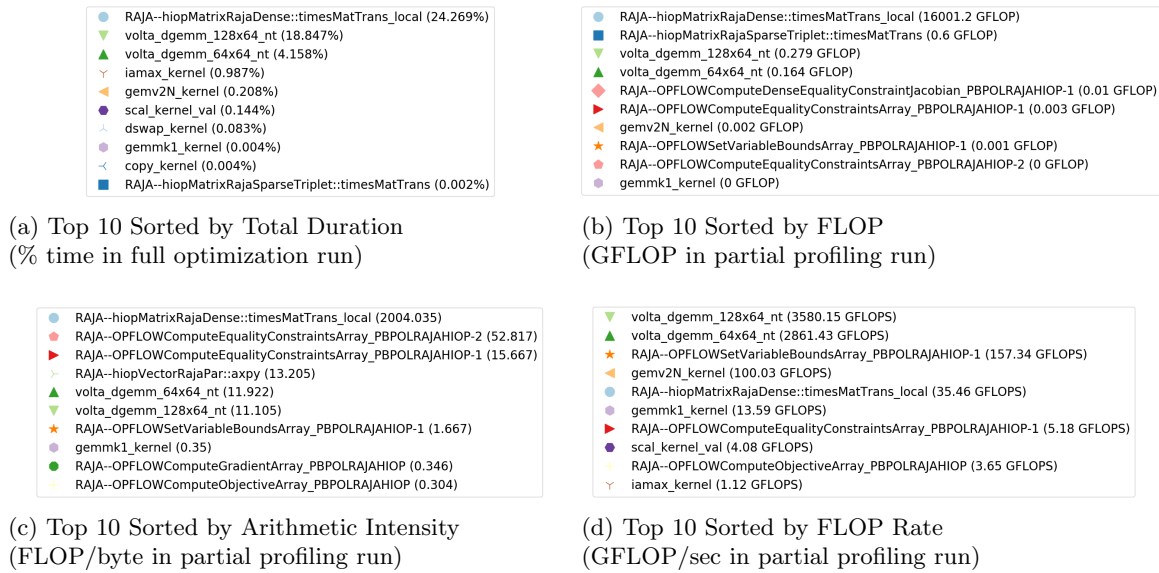 RAJA--hiopMatrixRajaDense::timesMatTrans_local (24.269%)
volta_dgemm_128x64_nt (18.847%)
volta_dgemm_64x64_nt (4.158%)
iamax_kernel (0.987%)
gemv2N_kernel (0.208%)
scal_kernel_val (0.144%)
dswap_kernel (0.083%)
gemmk1_kernel (0.004%)
copy_kernel (0.004%)
RAJA--hiopMatrixRajaSparseTriplet::timesMatTrans (0.002%)
(a) Top 10 Sorted by Total Duration
(% time in full optimization run)
RAJA--hiopMatrixRajaDense::timesMatTrans_local (16001.2 GFLOP)
RAJA--hiopMatrixRajaSparseTriplet::timesMatTrans (0.6 GFLOP)
volta_dgemm_128x64_nt (0.279 GFLOP)
volta_dgemm_64x64_nt (0.164 GFLOP)
RAJA--OPFLOWComputeDenseEqualityConstraintJacobian_PBPOLRAJAHIOP-1 (0.01 GFLOP)
RAJA--OPFLOWComputeEqualityConstraintsArray_PBPOLRAJAHIOP-1 (0.003 GFLOP)
gemv2N_kernel (0.002 GFLOP)
RAJA--OPFLOWSetVariableBoundsArray_PBPOLRAJAHIOP-1 (0.001 GFLOP)
RAJA--OPFLOWComputeEqualityConstraintsArray_PBPOLRAJAHIOP-2 (0 GFLOP)
gemmk1_kernel (0 GFLOP)
(b) Top 10 Sorted by FLOP
(GFLOP in partial profiling run)
RAJA--hiopMatrixRajaDense::timesMatTrans_local (2004.035)
RAJA--OPFLOWComputeEqualityConstraintsArray_PBPOLRAJAHIOP-2 (52.817)
RAJA--OPFLOWComputeEqualityConstraintsArray_PBPOLRAJAHIOP-1 (15.667)
RAJA--hiopVectorRajaPar::axpy (13.205)
volta_dgemm_64x64_nt (11.922)
volta_dgemm_128x64_nt (11.105)
RAJA--OPFLOWSetVariableBoundsArray_PBPOLRAJAHIOP-1 (1.667)
gemmk1_kernel (0.35)
RAJA--OPFLOWComputeGradientArray_PBPOLRAJAHIOP (0.346)
RAJA--OPFLOWComputeObjectiveArray_PBPOLRAJAHIOP (0.304)
(c) Top 10 Sorted by Arithmetic Intensity
(FLOP/byte in partial profiling run)
volta_dgemm_128x64_nt (3580.15 GFLOPS)
volta_dgemm_64x64_nt (2861.43 GFLOPS)
RAJA--OPFLOWSetVariableBoundsArray_PBPOLRAJAHIOP-1 (157.34 GFLOPS)
gemv2N_kernel (100.03 GFLOPS)
RAJA--hiopMatrixRajaDense::timesMatTrans_local (35.46 GFLOPS)
gemmk1_kernel (13.59 GFLOPS)
RAJA--OPFLOWComputeEqualityConstraintsArray_PBPOLRAJAHIOP-1 (5.18 GFLOPS)
scal_kernel_val (4.08 GFLOPS)
RAJA--OPFLOWComputeObjectiveArray_PBPOLRAJAHIOP (3.65 GFLOPS)
iamax_kernel (1.12 GFLOPS)
(d) Top 10 Sorted by FLOP Rate
(GFLOP/sec in partial profiling run)